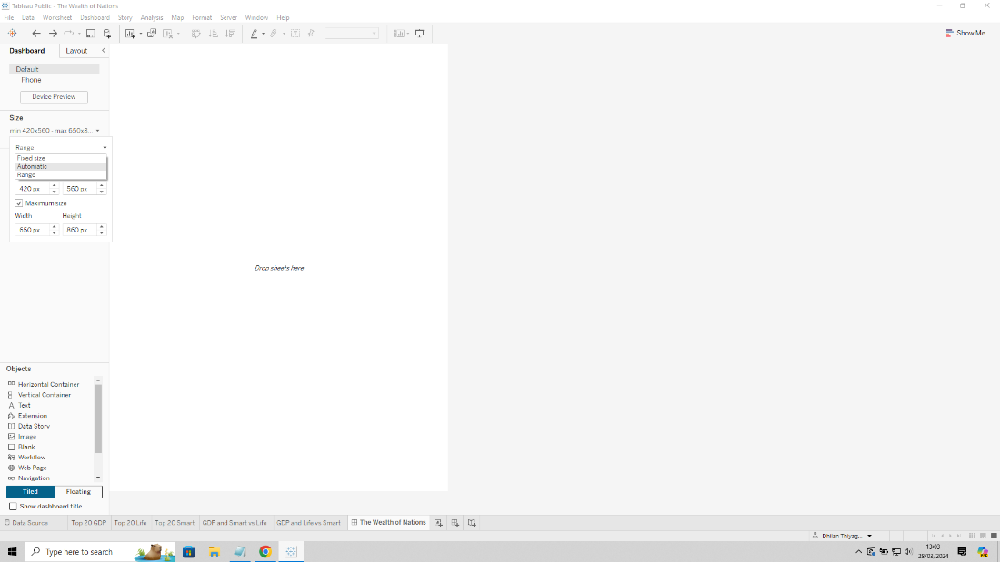 Tableau Public - The Wealth of Nations
File Data Worksheet Dashboard Story Analysis Map Format Server Window Help
Show Me
Dashboard Layout
Default
Phone
Device Preview
Size
min 420x560 - max 650x8...
Range
Fixed size
Automatic
Range
420 px 560 px
Maximum size
Width Height
650 px 860 px
Drop sheets here
Objects
Horizontal Container
Vertical Container
Text
Extension
Data Story
Image
Blank
Workflow
Web Page
Navigation
Tiled Floating
Show dashboard title
Data Source Top 20 GDP Top 20 Life Top 20 Smart GDP and Smart vs Life GDP and Life vs Smart The Wealth of Nations
Dhilan Thiyag...
Type here to search
13:03
28/03/2024